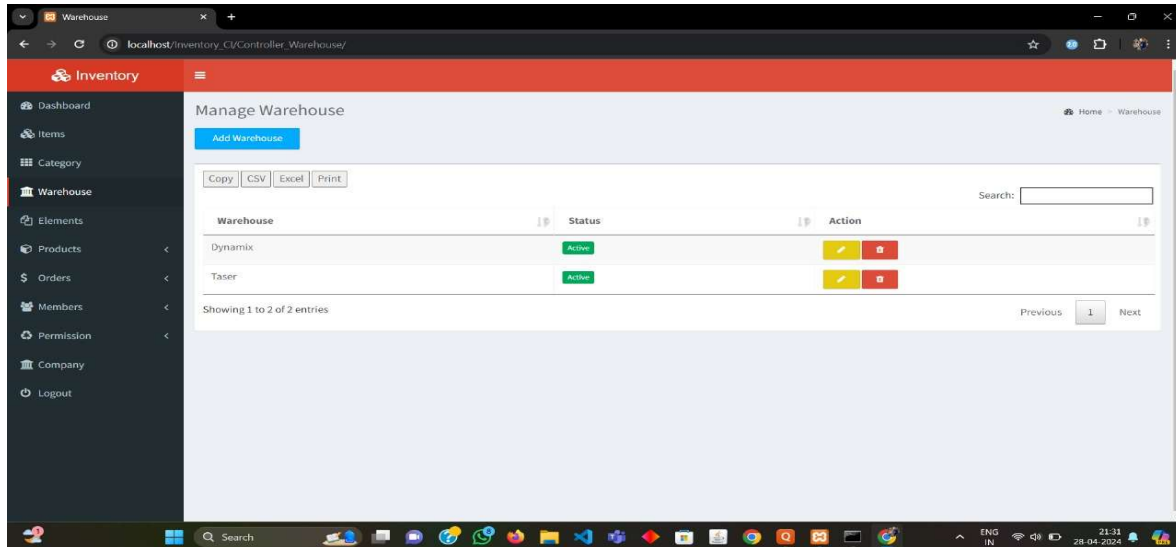 Warehouse
localhost/Inventory_CI/Controller_Warehouse/
Inventory
Dashboard
Items
Category
Warehouse
Elements
Products
$ Orders
Members
Permission
Company
Logout
Manage Warehouse
Home > Warehouse
Add Warehouse
Copy CSV Excel Print
Search:
Warehouse Status Action
Dynamix Active
Taser Active
Showing 1 to 2 of 2 entries
Previous 1 Next
Search
ENG
IN
21:31
28-04-2024